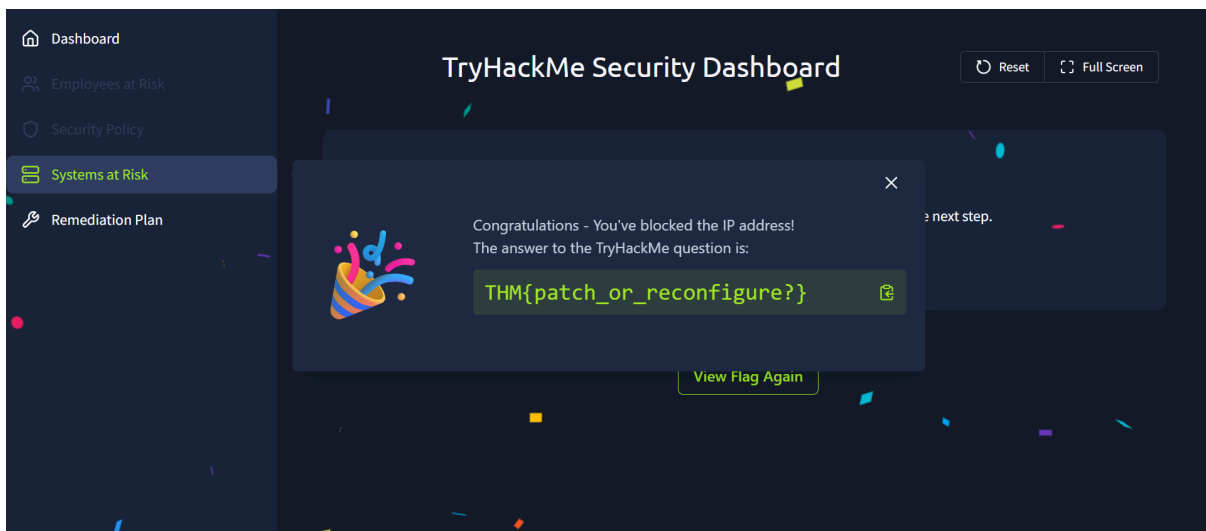 Dashboard
Employees at Risk
Security Policy
Systems at Risk
Remediation Plan
TryHackMe Security Dashboard
Reset
Full Screen
e next step.
Congratulations - You've blocked the IP address!
The answer to the TryHackMe question is:
THM{patch_or_reconfigure?}
View Flag Again